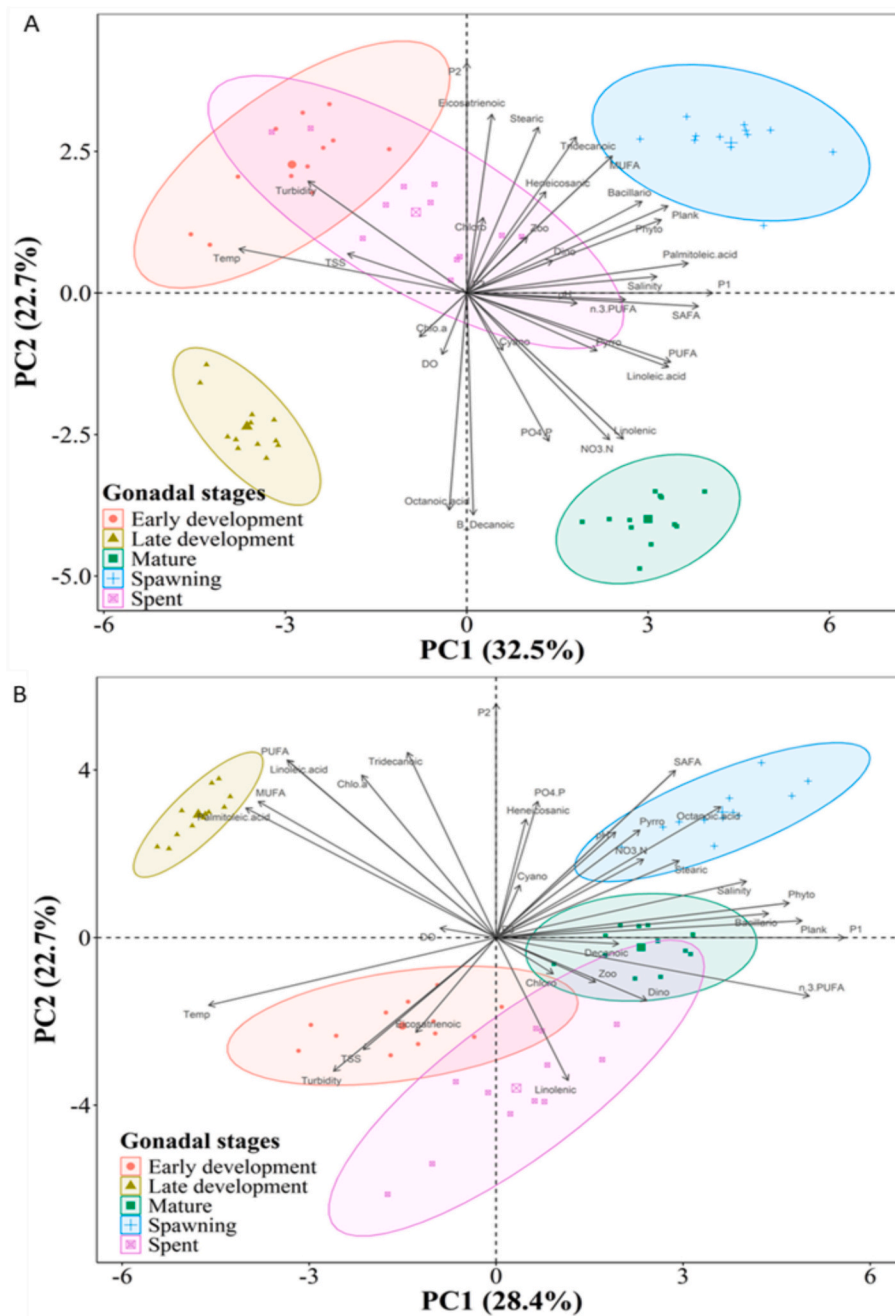 A
P2
Eicosatrienoic
Stearic
2.5
Tridecanoic
MUFA
Turbidity
Heneicosanic
Bacillario
Plank
Chloro
Zoo
Phyto
Temp
TSS
Dino
Palmitoleic.acid
Salinity
P1
0.0
pH
n.3.PUFA
SAFA
Chlo.a
Cyano
Pyrro
DO
PUFA
Linoleic.acid
PC2 (22.7%)
-2.5
PO4.P
Linolenic
NO3.N
Octanoic.acid
B. Decanoic
Gonadal stages
Early development
Late development
Mature
Spawning
Spent
-5.0
-6 -3 0 3 6
PC1 (32.5%)
B
P2
PUFA
Tridecanoic
SAFA
4
Linoleic.acid
Chlo.a
MUFA
PO4.P
Palmitoleic.acid
Heneicosanic
Octanoic.acid
pH
Pyrro
NO3.N
Stearic
Cyano
Salinity
Phyto
Bacillario
DO
Plank
P1
0
Decanoic
Chloro
Zoo
n.3.PUFA
Dino
Temp
Eicosatrienoic
TSS
Turbidity
Linolenic
PC2 (22.7%)
-4
Gonadal stages
Early development
Late development
Mature
Spawning
Spent
-6 -3 0 3 6
PC1 (28.4%)